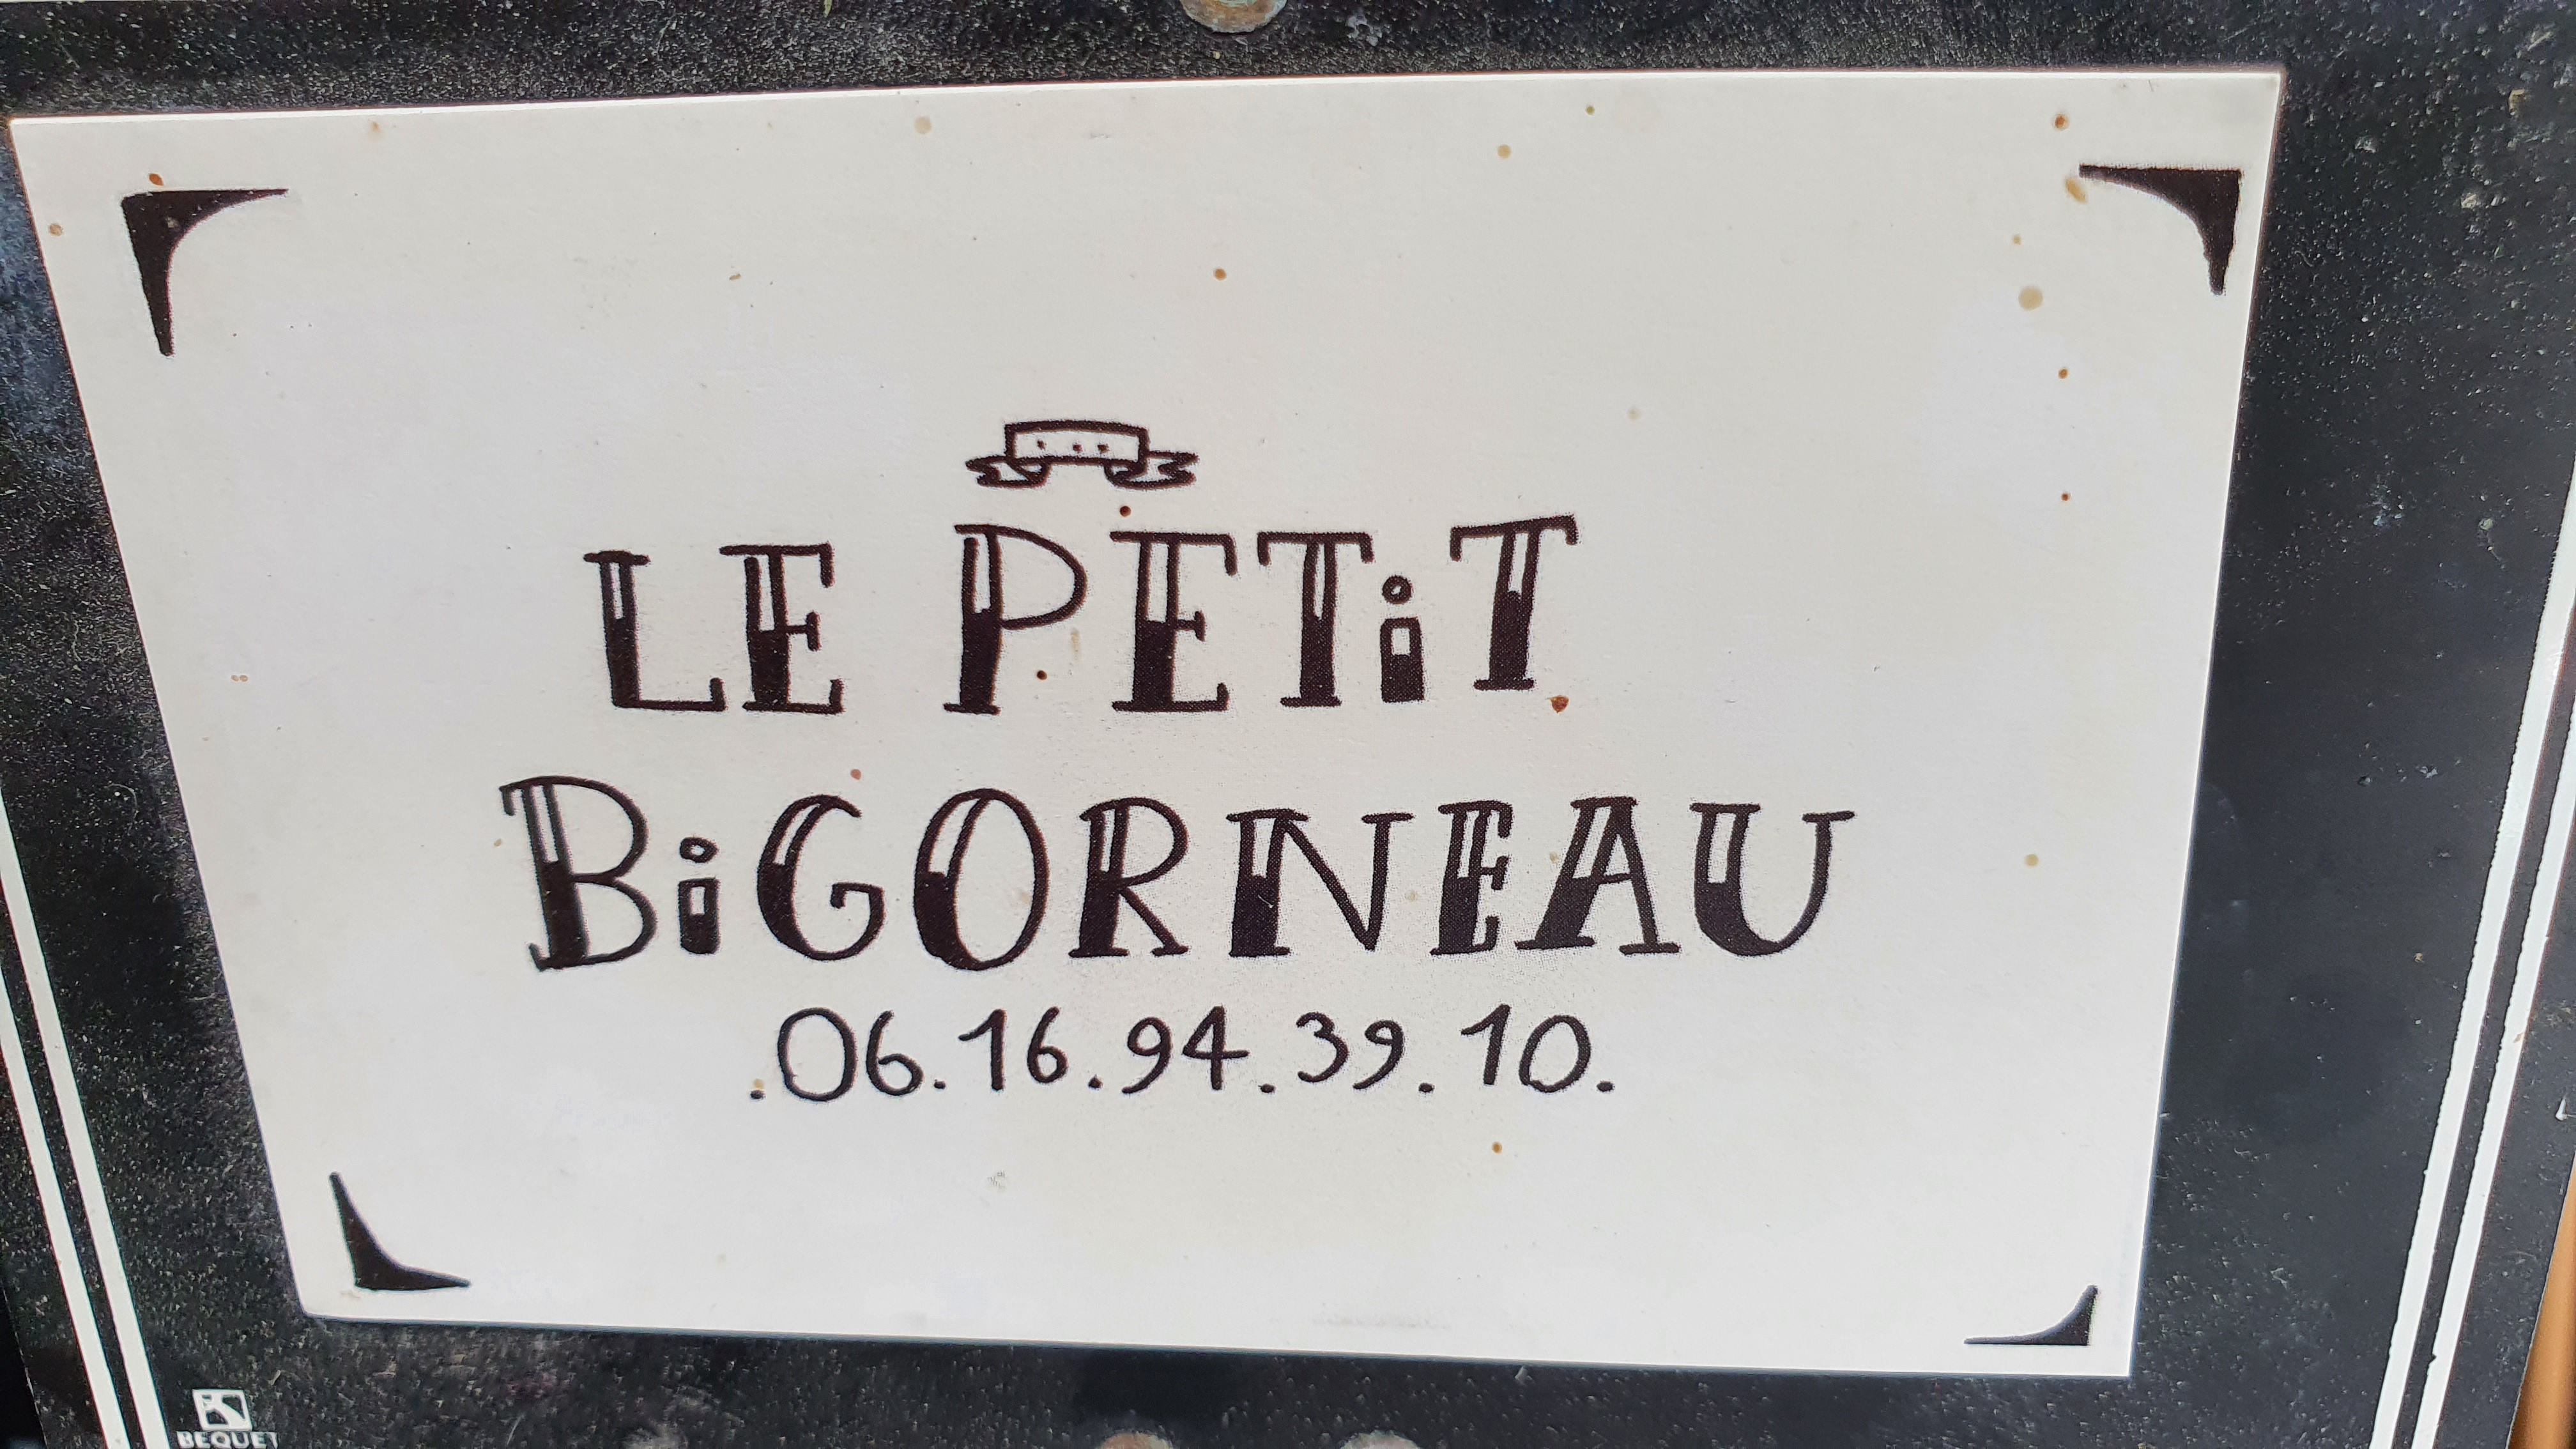 LE PETiT
BiGORNEAU
.06.16.94.39.10.
BEQUET